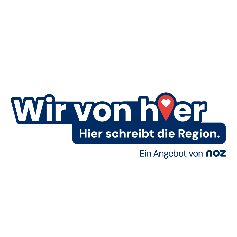 Wir von hier
Hier schreibt die Region.
Ein Angebot von noz